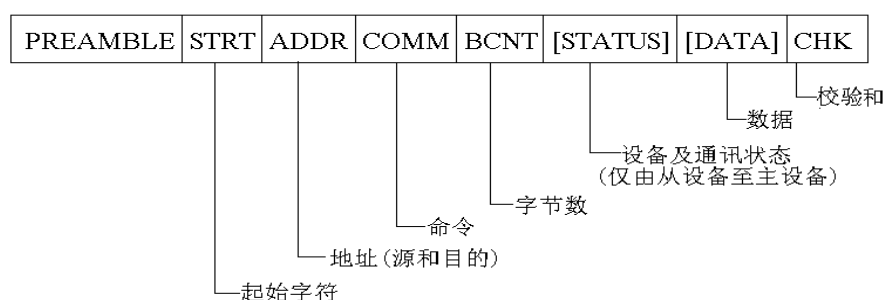 PREAMBLE STRT ADDR COMM BCNT [STATUS] [DATA] CHK
校验和
数据
设备及通讯状态
(仅由从设备至主设备)
字节数
命令
地址(源和目的)
起始字符